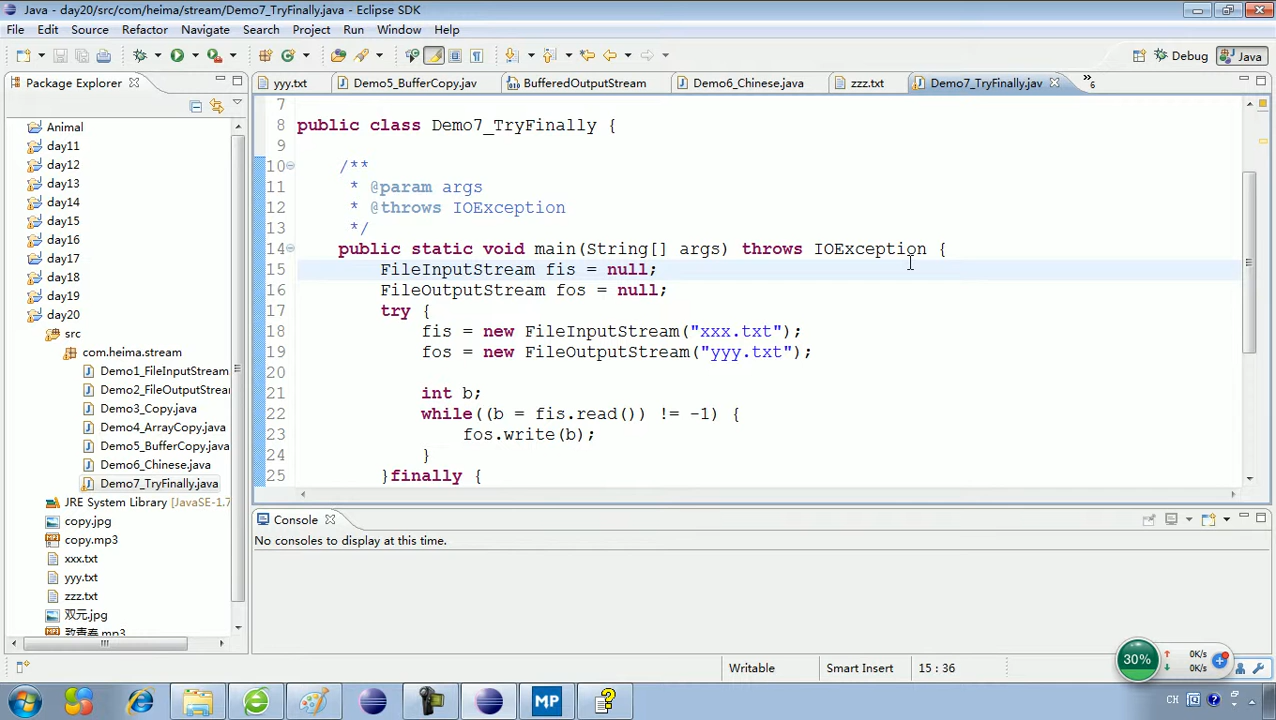 Java - day20/src/com/heima/stream/Demo7_TryFinally.java - Eclipse SDK
File Edit Source Refactor Navigate Search Project Run Window Help
Debug Java
Package Explorer
yyy.txt Demo5_BufferCopy.jav BufferedOutputStream Demo6_Chinese.java zzz.txt Demo7_TryFinally.jav »6
Animal
day11
day12
day13
day14
day15
day16
day17
day18
day19
day20
src
com.heima.stream
Demo1_FileInputStream
Demo2_FileOutputStrea
Demo3_Copy.java
Demo4_ArrayCopy.java
Demo5_BufferCopy.java
Demo6_Chinese.java
Demo7_TryFinally.java
JRE System Library [JavaSE-1.7
copy.jpg
copy.mp3
xxx.txt
yyy.txt
zzz.txt
双元.jpg
致青春.mp3
7
8 public class Demo7_TryFinally {
9
10 /**
11 * @param args
12 * @throws IOException
13 */
14 public static void main(String[] args) throws IOException {
15 FileInputStream fis = null;
16 FileOutputStream fos = null;
17 try {
18 fis = new FileInputStream("xxx.txt");
19 fos = new FileOutputStream("yyy.txt");
20
21 int b;
22 while((b = fis.read()) != -1) {
23 fos.write(b);
24 }
25 }finally {
Console
No consoles to display at this time.
Writable Smart Insert 15 : 36
30% 0K/s
0K/s
MP CH